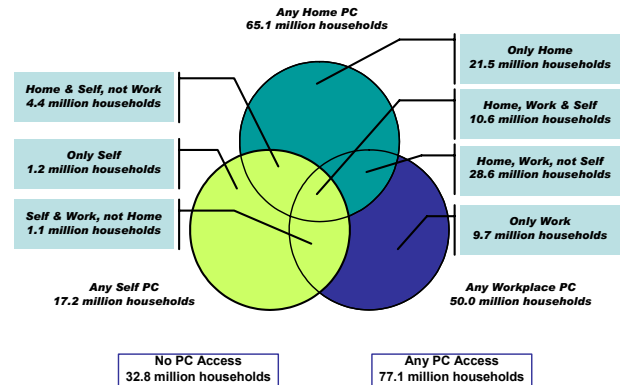 Any Home PC
65.1 million households
Only Home
21.5 million households
Home & Self, not Work
4.4 million households
Home, Work & Self
10.6 million households
Only Self
1.2 million households
Home, Work, not Self
28.6 million households
Self & Work, not Home
1.1 million households
Only Work
9.7 million households
Any Self PC
17.2 million households
Any Workplace PC
50.0 million households
No PC Access
32.8 million households
Any PC Access
77.1 million households